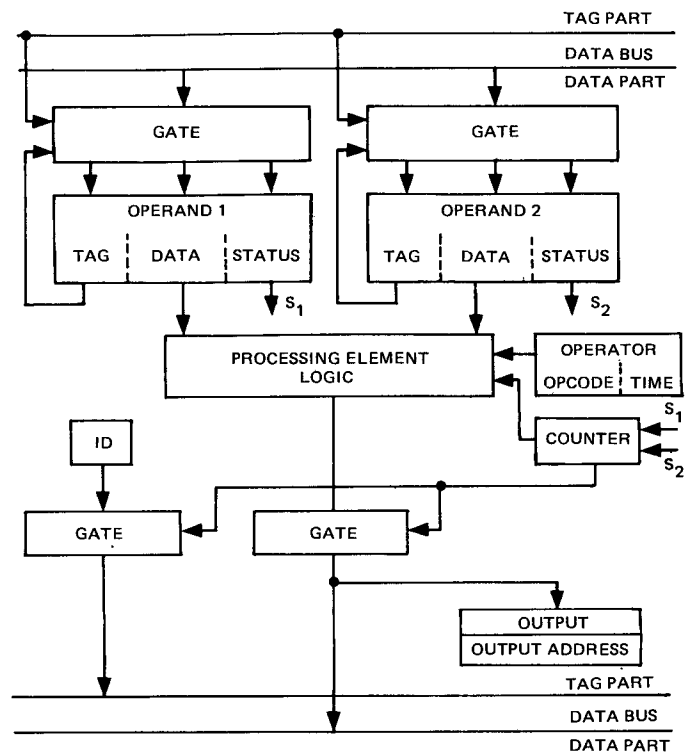 TAG PART
DATA BUS
DATA PART
GATE
GATE
OPERAND 1
OPERAND 2
TAG
DATA
STATUS
TAG
DATA
STATUS
S1
S2
PROCESSING ELEMENT
LOGIC
OPERATOR
OPCODE
TIME
S1
COUNTER
S2
ID
GATE
GATE
OUTPUT
OUTPUT ADDRESS
TAG PART
DATA BUS
DATA PART